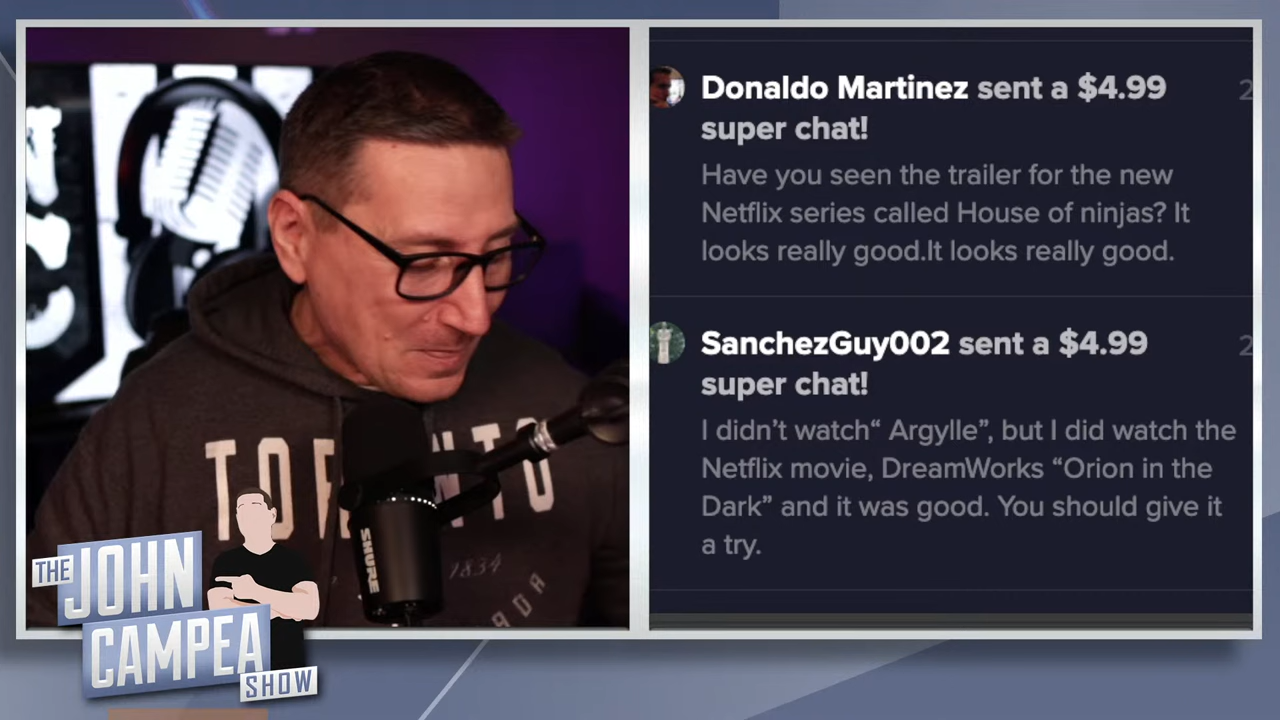 Donaldo Martinez sent a $4.99
super chat!
Have you seen the trailer for the new
Netflix series called House of ninjas? It
looks really good.It looks really good.
SanchezGuy002 sent a $4.99
super chat!
I didn’t watch“ Argylle”, but I did watch the
Netflix movie, DreamWorks “Orion in the
Dark” and it was good. You should give it
a try.
SHURE
1834
THE
JOHN
CAMPEA
SHOW